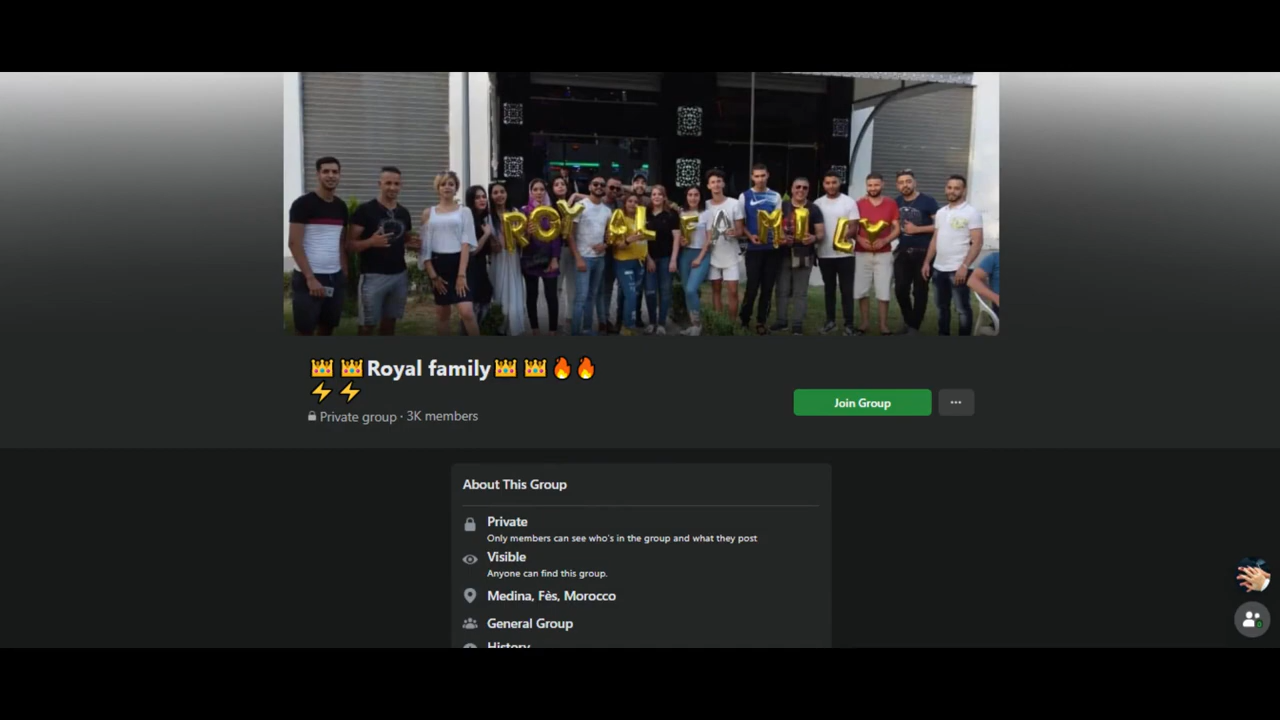 ROYAL FAMILY
👑 👑Royal family👑 👑🔥🔥
⚡ ⚡
Private group · 3K members
Join Group
···
About This Group
Private
Only members can see who's in the group and what they post
Visible
Anyone can find this group.
Medina, Fès, Morocco
General Group
History